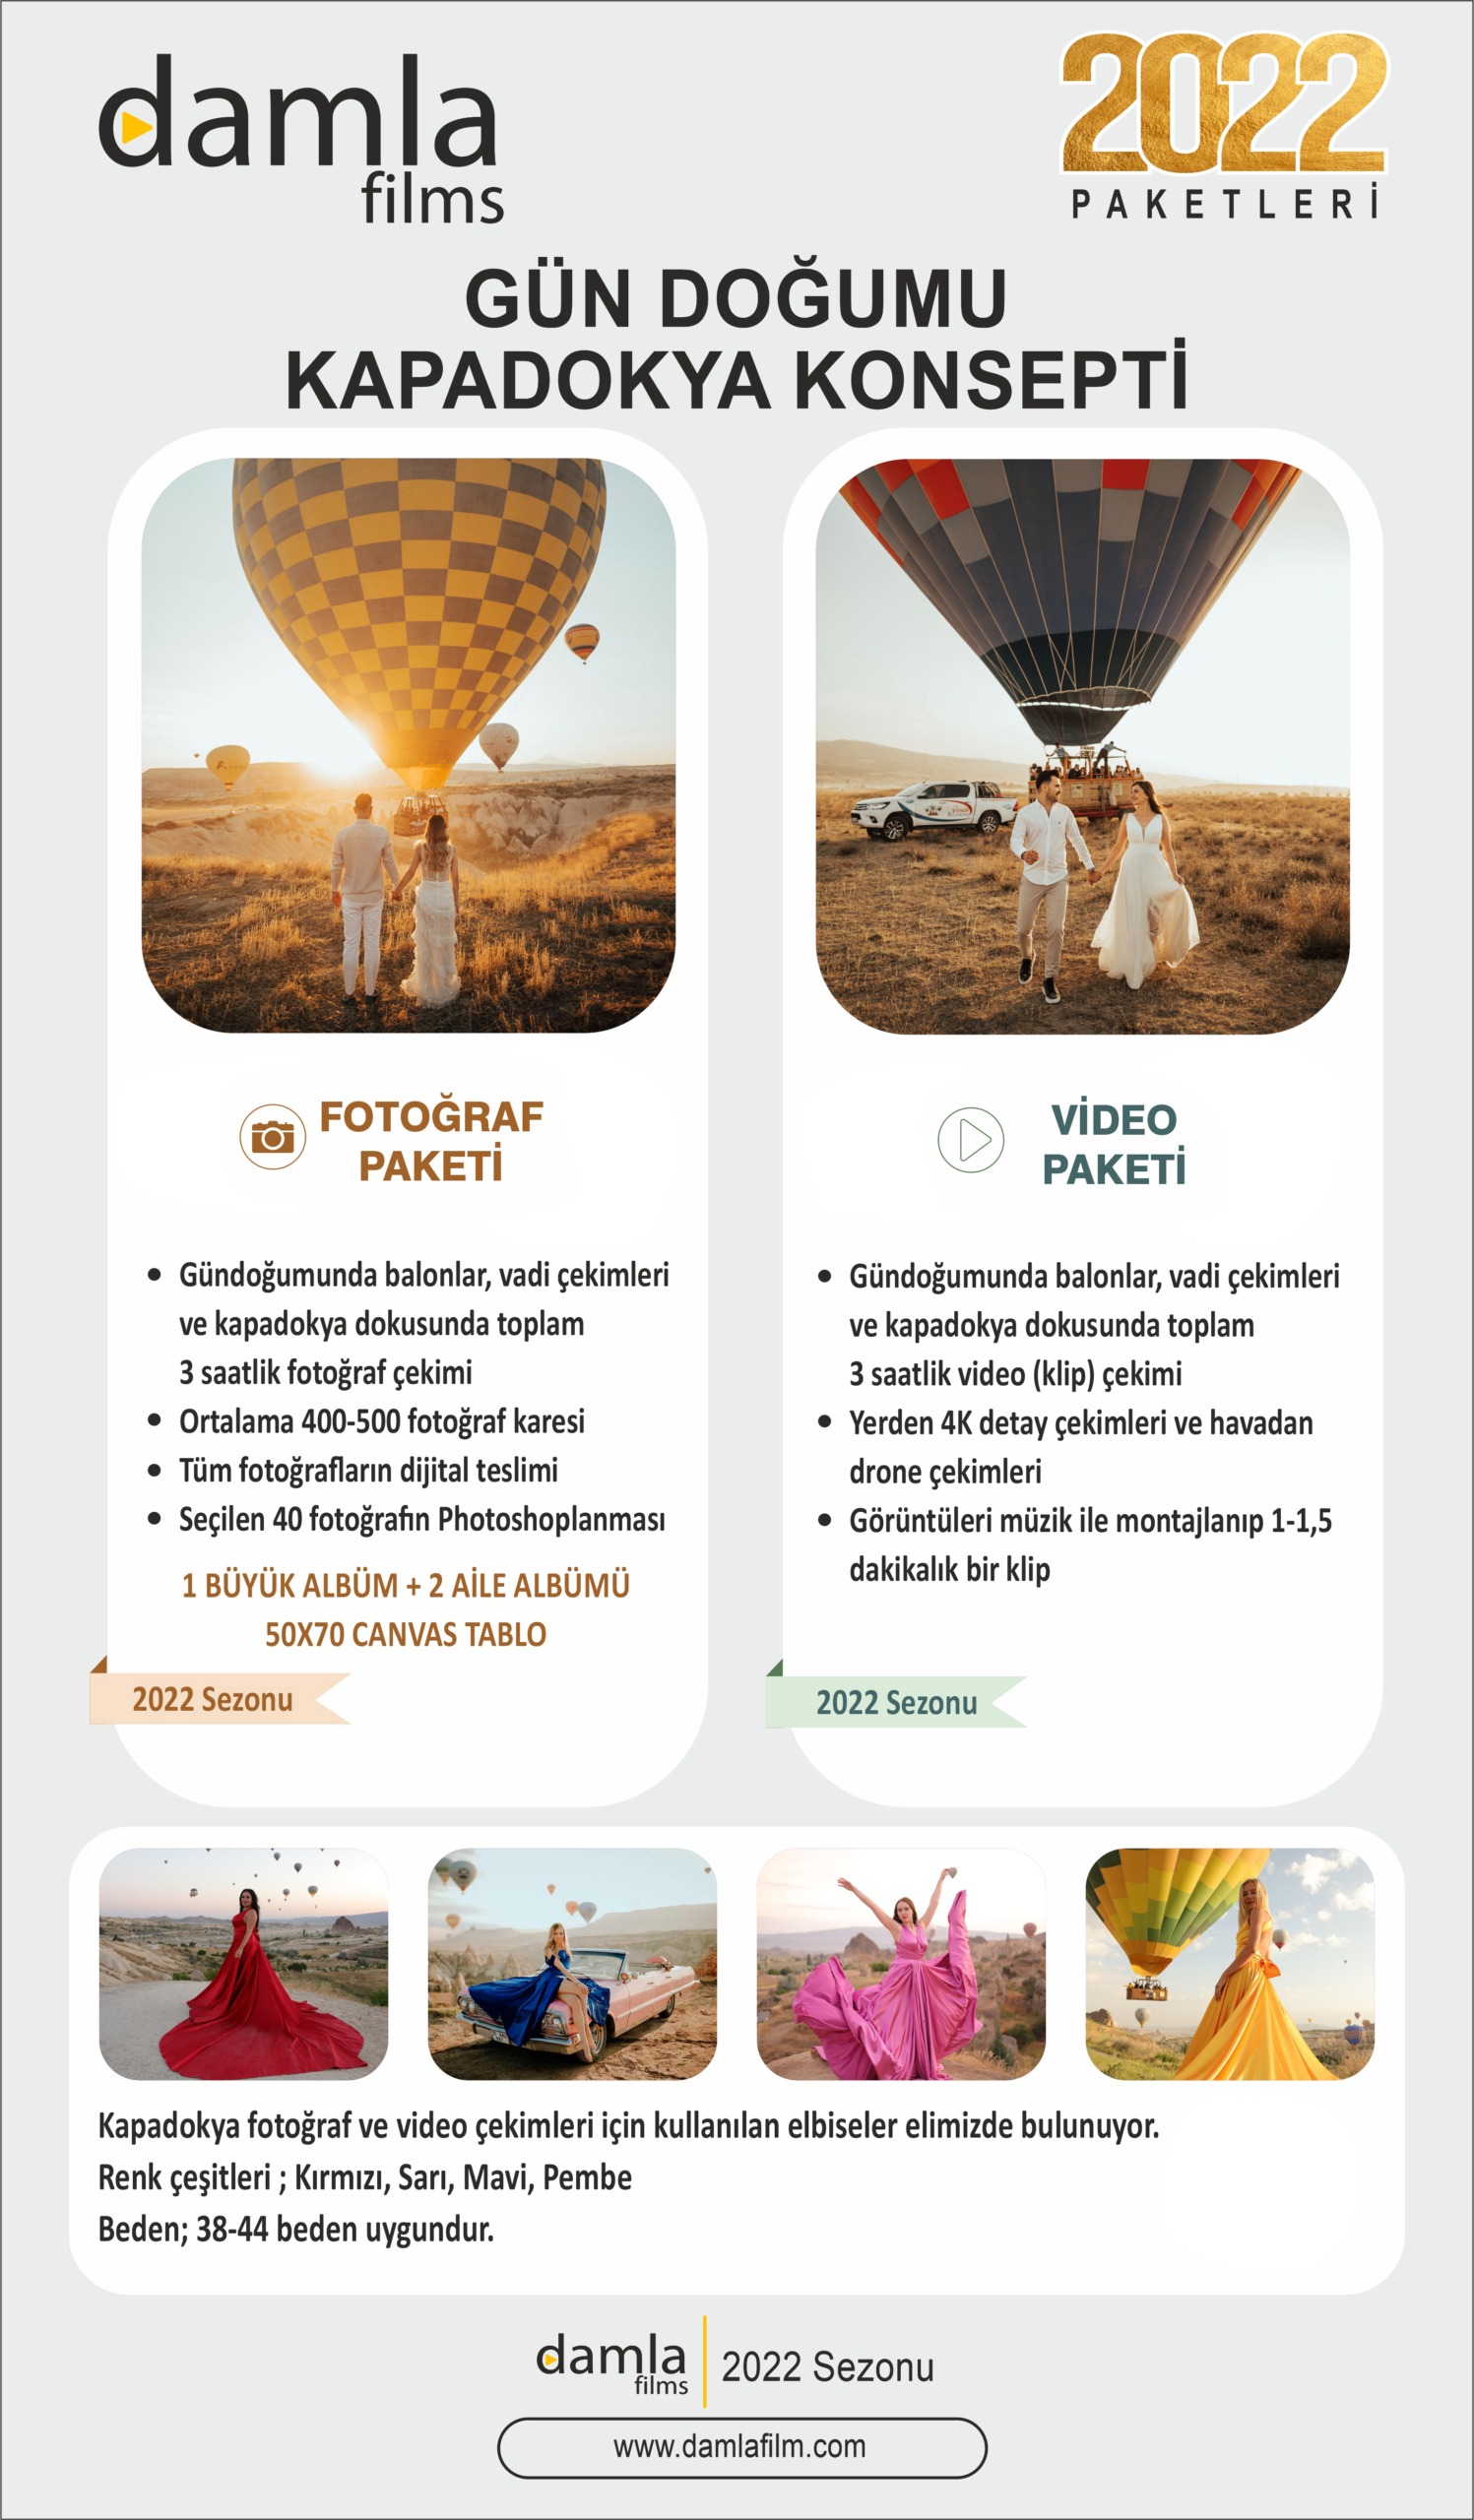 damla
films
2022
PAKETLERİ
GÜN DOĞUMU
KAPADOKYA KONSEPTİ
FOTOĞRAF
PAKETİ
• Gündoğumunda balonlar, vadi çekimleri
ve kapadokya dokusunda toplam
3 saatlik fotoğraf çekimi
• Ortalama 400-500 fotoğraf karesi
• Tüm fotoğrafların dijital teslimi
• Seçilen 40 fotoğrafın Photoshoplanması
1 BÜYÜK ALBÜM + 2 AİLE ALBÜMÜ
50X70 CANVAS TABLO
2022 Sezonu
VİDEO
PAKETİ
• Gündoğumunda balonlar, vadi çekimleri
ve kapadokya dokusunda toplam
3 saatlik video (klip) çekimi
• Yerden 4K detay çekimleri ve havadan
drone çekimleri
• Görüntüleri müzik ile montajlanıp 1-1,5
dakikalık bir klip
2022 Sezonu
Kapadokya fotoğraf ve video çekimleri için kullanılan elbiseler elimizde bulunuyor.
Renk çeşitleri ; Kırmızı, Sarı, Mavi, Pembe
Beden; 38-44 beden uygundur.
damla
films
2022 Sezonu
www.damlafilm.com